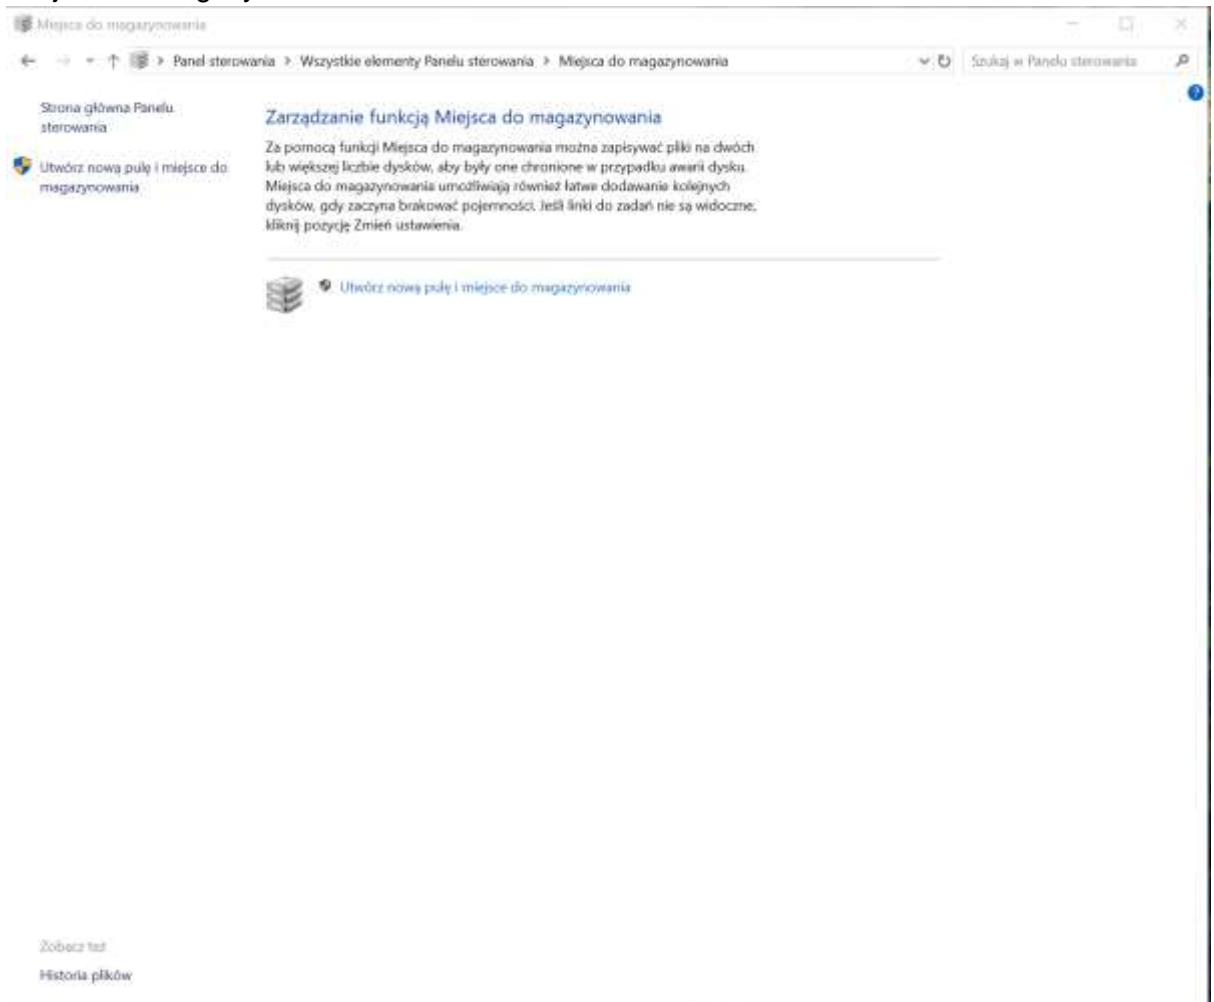 Miejsca do magazynowania
Panel sterowania > Wszystkie elementy Panelu sterowania > Miejsca do magazynowania
Szukaj w Panelu sterowania
Strona główna Panelu
sterowania
Utwórz nową pulę i miejsce do
magazynowania
Zarządzanie funkcją Miejsca do magazynowania
Za pomocą funkcji Miejsca do magazynowania można zapisywać pliki na dwóch
lub większej liczbie dysków, aby były one chronione w przypadku awarii dysku.
Miejsca do magazynowania umożliwiają również łatwe dodawanie kolejnych
dysków, gdy zaczyna brakować pojemności. Jeśli linki do zadań nie są widoczne,
kliknij pozycję Zmień ustawienia.
Utwórz nową pulę i miejsce do magazynowania
Zobacz też
Historia plików